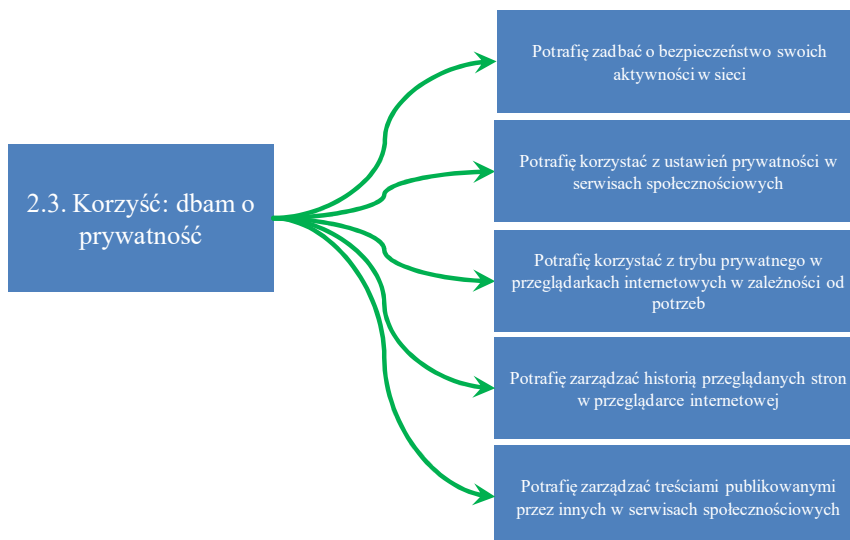 2.3. Korzyść: dbam o
prywatność
Potrafię zadbać o bezpieczeństwo swoich
aktywności w sieci
Potrafię korzystać z ustawień prywatności w
serwisach społecznościowych
Potrafię korzystać z trybu prywatnego w
przeglądarkach internetowych w zależności od
potrzeb
Potrafię zarządzać historią przeglądanych stron
w przeglądarce internetowej
Potrafię zarządzać treściami publikowanymi
przez innych w serwisach społecznościowych